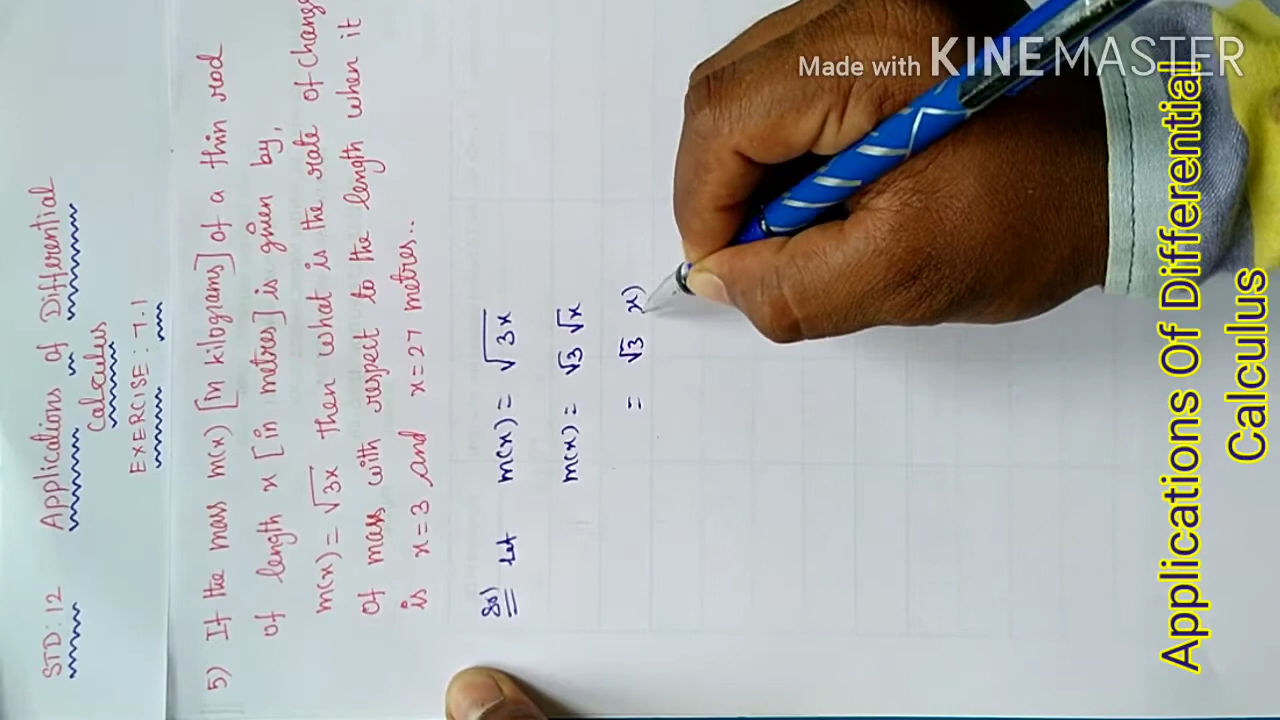 STD: 12 Applications of Differential
Calculus
EXERCISE: 7.1
5) If the mass m(x) [in kilograms] of a thin rod
of length x [in metres] is given by,
m(x) = √3x then what is the rate of change
of mass with respect to the length when it
is x=3 and x=27 metres..
Sol Let m(x) = √3x
m(x) = √3 √x
= √3 x
Made with KINEMASTER
Applications Of Differential
Calculus